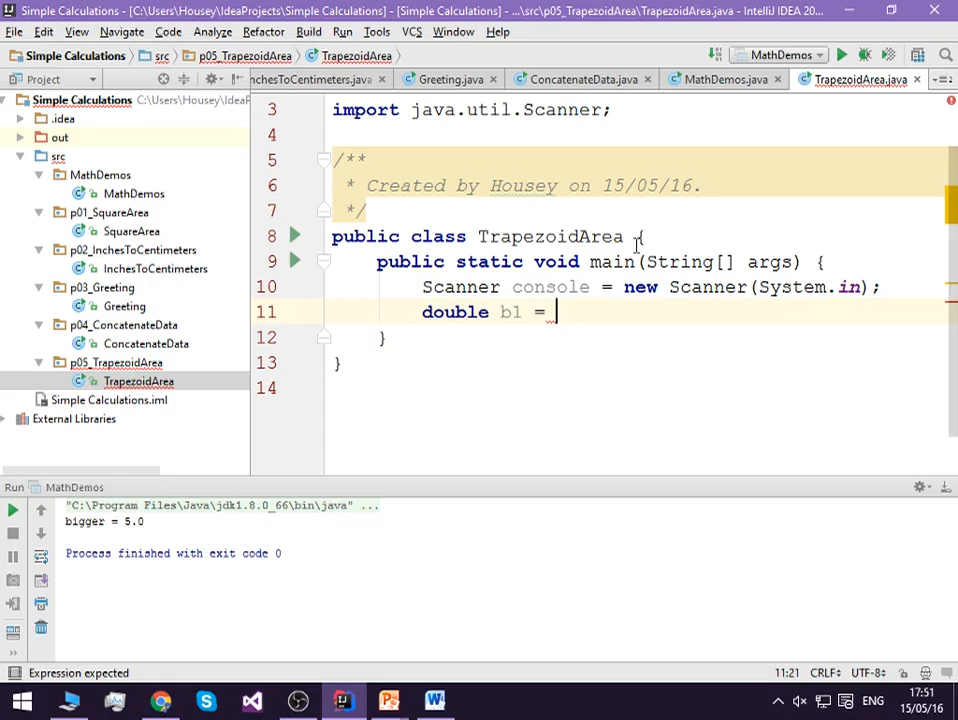 Simple Calculations - [C:\Users\Housey\IdeaProjects\Simple Calculations] - [Simple Calculations] - ...\src\p05_TrapezoidArea\TrapezoidArea.java - IntelliJ IDEA 20...
File Edit View Navigate Code Analyze Refactor Build Run Tools VCS Window Help
Simple Calculations src p05_TrapezoidArea TrapezoidArea MathDemos
Project nchesToCentimeters.java Greeting.java ConcatenateData.java MathDemos.java TrapezoidArea.java
Simple Calculations C:\Users\Housey\IdeaP
.idea
out
src
MathDemos
MathDemos
p01_SquareArea
SquareArea
p02_InchesToCentimeters
InchesToCentimeters
p03_Greeting
Greeting
p04_ConcatenateData
ConcatenateData
p05_TrapezoidArea
TrapezoidArea
Simple Calculations.iml
External Libraries
3 import java.util.Scanner;
4
5 /**
6 * Created by Housey on 15/05/16.
7 */
8 public class TrapezoidArea {
9 public static void main(String[] args) {
10 Scanner console = new Scanner(System.in);
11 double b1 =
12 }
13 }
14
Run MathDemos
"C:\Program Files\Java\jdk1.8.0_66\bin\java" ...
bigger = 5.0
Process finished with exit code 0
Expression expected 11:21 CRLF UTF-8
ENG 17:51
15/05/16